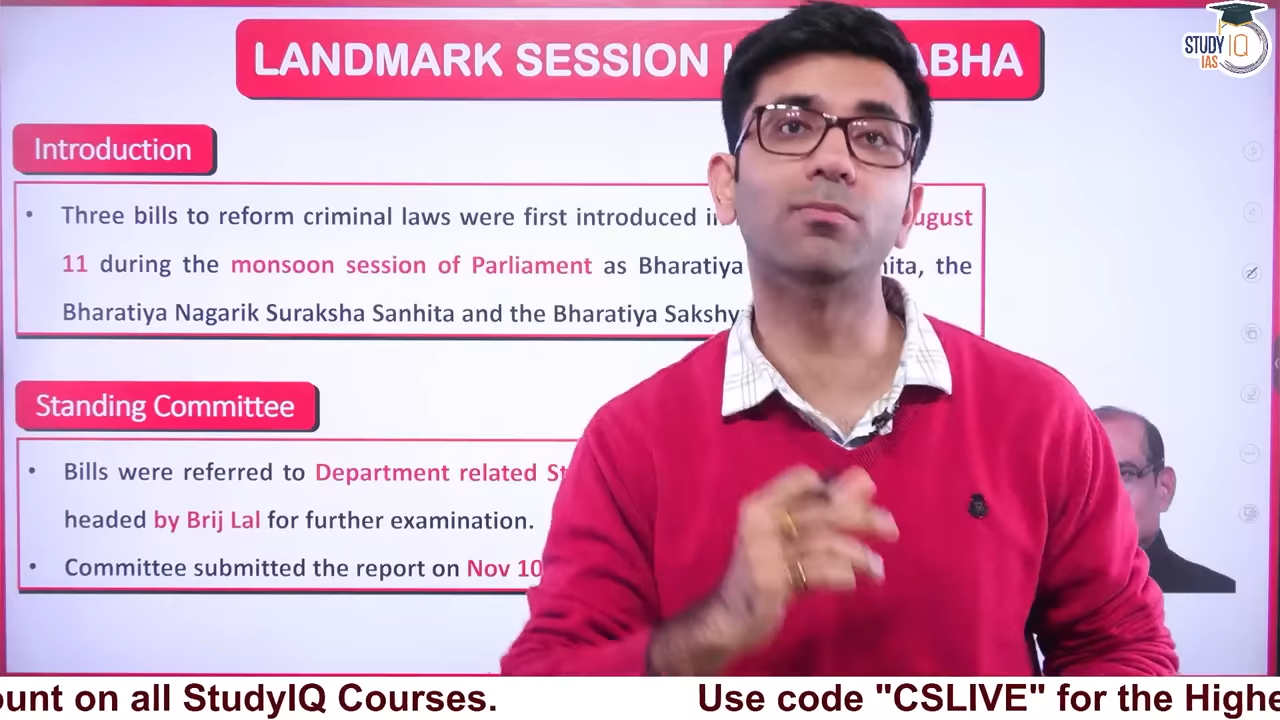 LANDMARK SESSION ABHA
STUDY IQ
IAS
Introduction
• Three bills to reform criminal laws were first introduced ugust
11 during the monsoon session of Parliament as Bharatiya the
Bharatiya Nagarik Suraksha Sanhita and the Bharatiya Sakshy
Standing Committee
• Bills were referred to Department related St
headed by Brij Lal for further examination.
• Committee submitted the report on Nov 10
ount on all StudyIQ Courses. Use code "CSLIVE" for the Highe